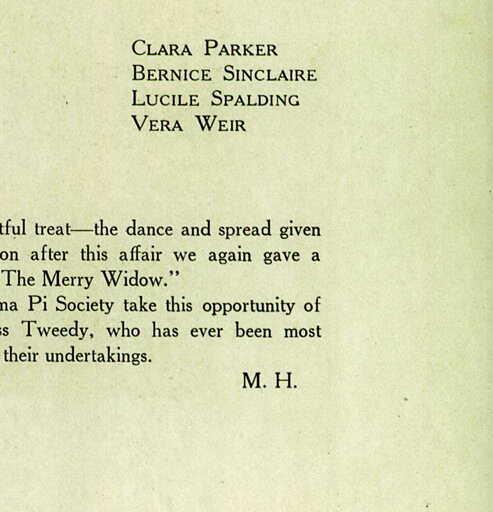 Clara Parker
Bernice Sinclaire
Lucile Spalding
Vera Weir
tful treat—the dance and spread given
on after this affair we again gave a
The Merry Widow."
ma Pi Society take this opportunity of
ss Tweedy, who has ever been most
their undertakings.
M. H.